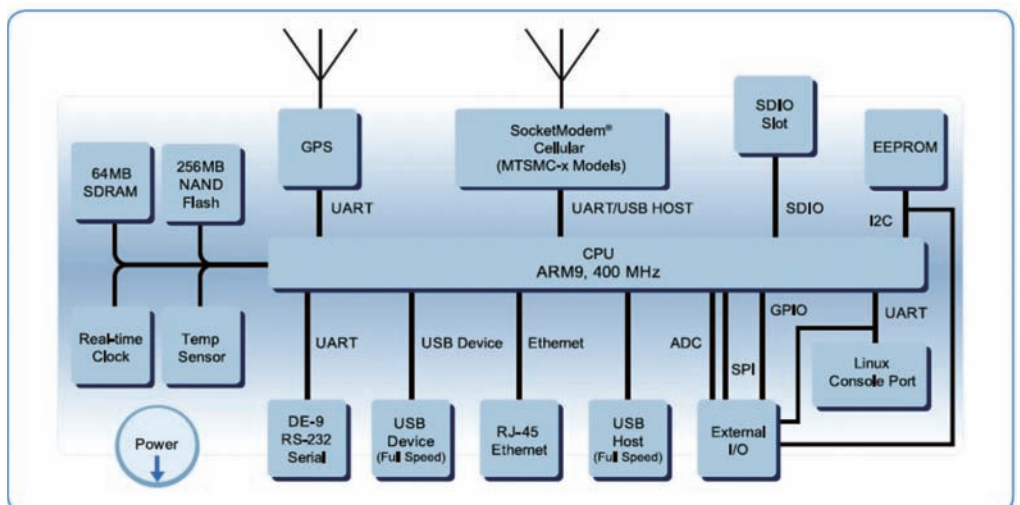 GPS
SocketModem®
Cellular
(MTSMC-x Models)
SDIO
Slot
EEPROM
64MB
SDRAM
256MB
NAND
Flash
UART
UART/USB HOST
SDIO
I2C
CPU
ARM9, 400 MHz
Real-time
Clock
Temp
Sensor
UART
USB Device
Ethernet
ADC
SPI
GPIO
UART
Linux
Console Port
Power
DE-9
RS-232
Serial
USB
Device
(Full Speed)
RJ-45
Ethernet
USB
Host
(Full Speed)
External
I/O